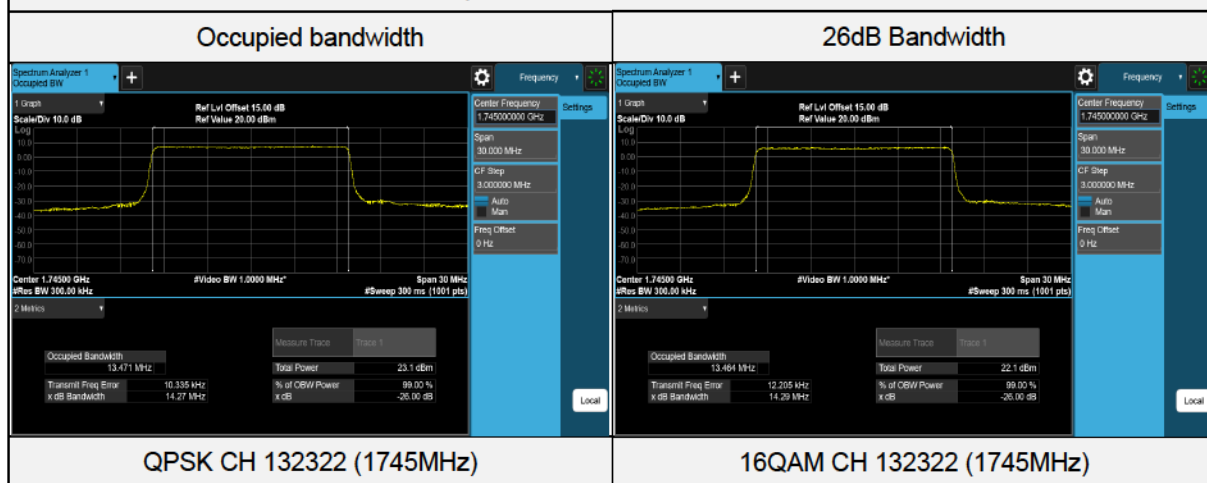 Occupied bandwidth
26dB Bandwidth
Spectrum Analyzer 1
Occupied BW
+
Frequency
1 Graph
Scale/Div 10.0 dB
Ref Lvl Offset 15.00 dB
Ref Value 20.00 dBm
Log
10.0
0.00
-10.0
-20.0
-30.0
-40.0
-50.0
-60.0
-70.0
Center 1.74500 GHz
#Video BW 1.0000 MHz*
Span 30 MHz
#Res BW 300.00 kHz
#Sweep 300 ms (1001 pts)
Center Frequency
1.745000000 GHz
Settings
Span
30.000 MHz
CF Step
3.000000 MHz
Auto
Man
Freq Offset
0 Hz
Local
2 Metrics
Measure Trace Trace 1
Occupied Bandwidth
13.471 MHz
Total Power 23.1 dBm
Transmit Freq Error 10.335 kHz
% of OBW Power 99.00 %
x dB Bandwidth 14.27 MHz
x dB -26.00 dB
Spectrum Analyzer 1
Occupied BW
+
Frequency
1 Graph
Scale/Div 10.0 dB
Ref Lvl Offset 15.00 dB
Ref Value 20.00 dBm
Log
10.0
0.00
-10.0
-20.0
-30.0
-40.0
-50.0
-60.0
-70.0
Center 1.74500 GHz
#Video BW 1.0000 MHz*
Span 30 MHz
#Res BW 300.00 kHz
#Sweep 300 ms (1001 pts)
Center Frequency
1.745000000 GHz
Settings
Span
30.000 MHz
CF Step
3.000000 MHz
Auto
Man
Freq Offset
0 Hz
Local
2 Metrics
Measure Trace Trace 1
Occupied Bandwidth
13.464 MHz
Total Power 22.1 dBm
Transmit Freq Error 12.205 kHz
% of OBW Power 99.00 %
x dB Bandwidth 14.29 MHz
x dB -26.00 dB
QPSK CH 132322 (1745MHz)
16QAM CH 132322 (1745MHz)